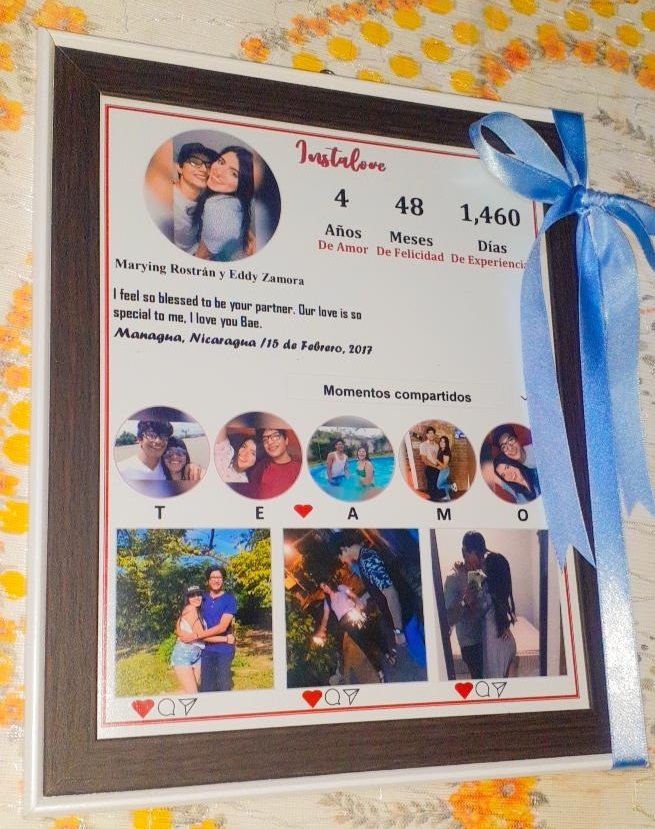 Instalove
4 48 1,460
Años Meses Días
De Amor De Felicidad De Experiencia
Marying Rostrán y Eddy Zamora
I feel so blessed to be your partner. Our love is so
special to me, I love you Bae.
Managua, Nicaragua /15 de Febrero, 2017
Momentos compartidos
T E A M O